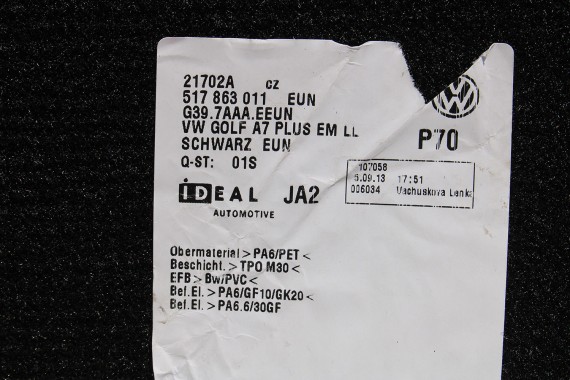 21702A CZ
517 863 011 EUN
G39.7AAA.EEUN
VW GOLF A7 PLUS EM LL
SCHWARZ EUN
P70
Q-ST: 01S
107058
5.09.13 17:51
006034 Vachuskova Lenka
iDEAL JA2
AUTOMOTIVE
Obermaterial > PA6/PET <
Beschicht. > TPO M30 <
EFB > Bw/PVC <
Bef.El. > PA6/GF10/GK20 <
Bef.El. > PA6.6/30GF